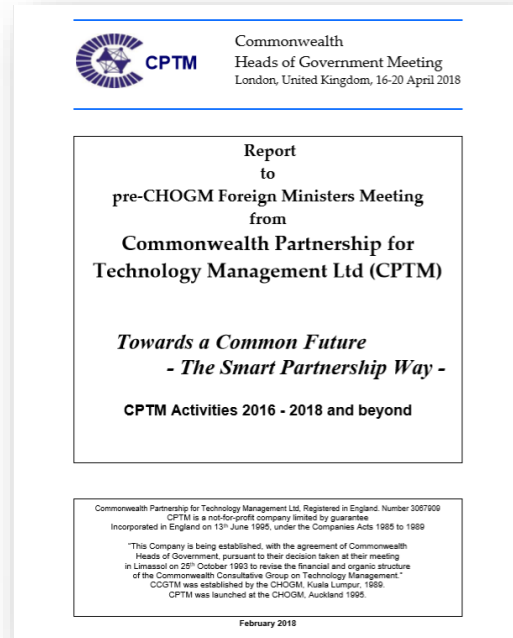 CPTM
Commonwealth
Heads of Government Meeting
London, United Kingdom, 16-20 April 2018
Report
to
pre-CHOGM Foreign Ministers Meeting
from
Commonwealth Partnership for
Technology Management Ltd (CPTM)
Towards a Common Future
- The Smart Partnership Way -
CPTM Activities 2016 - 2018 and beyond
Commonwealth Partnership for Technology Management Ltd, Registered in England. Number 3067909
CPTM is a not-for-profit company limited by guarantee
Incorporated in England on 13th June 1995, under the Companies Acts 1985 to 1989
"This Company is being established, with the agreement of Commonwealth
Heads of Government, pursuant to their decision taken at their meeting
in Limassol on 25th October 1993 to revise the financial and organic structure
of the Commonwealth Consultative Group on Technology Management."
CCGTM was established by the CHOGM, Kuala Lumpur, 1989.
CPTM was launched at the CHOGM, Auckland 1995.
February 2018